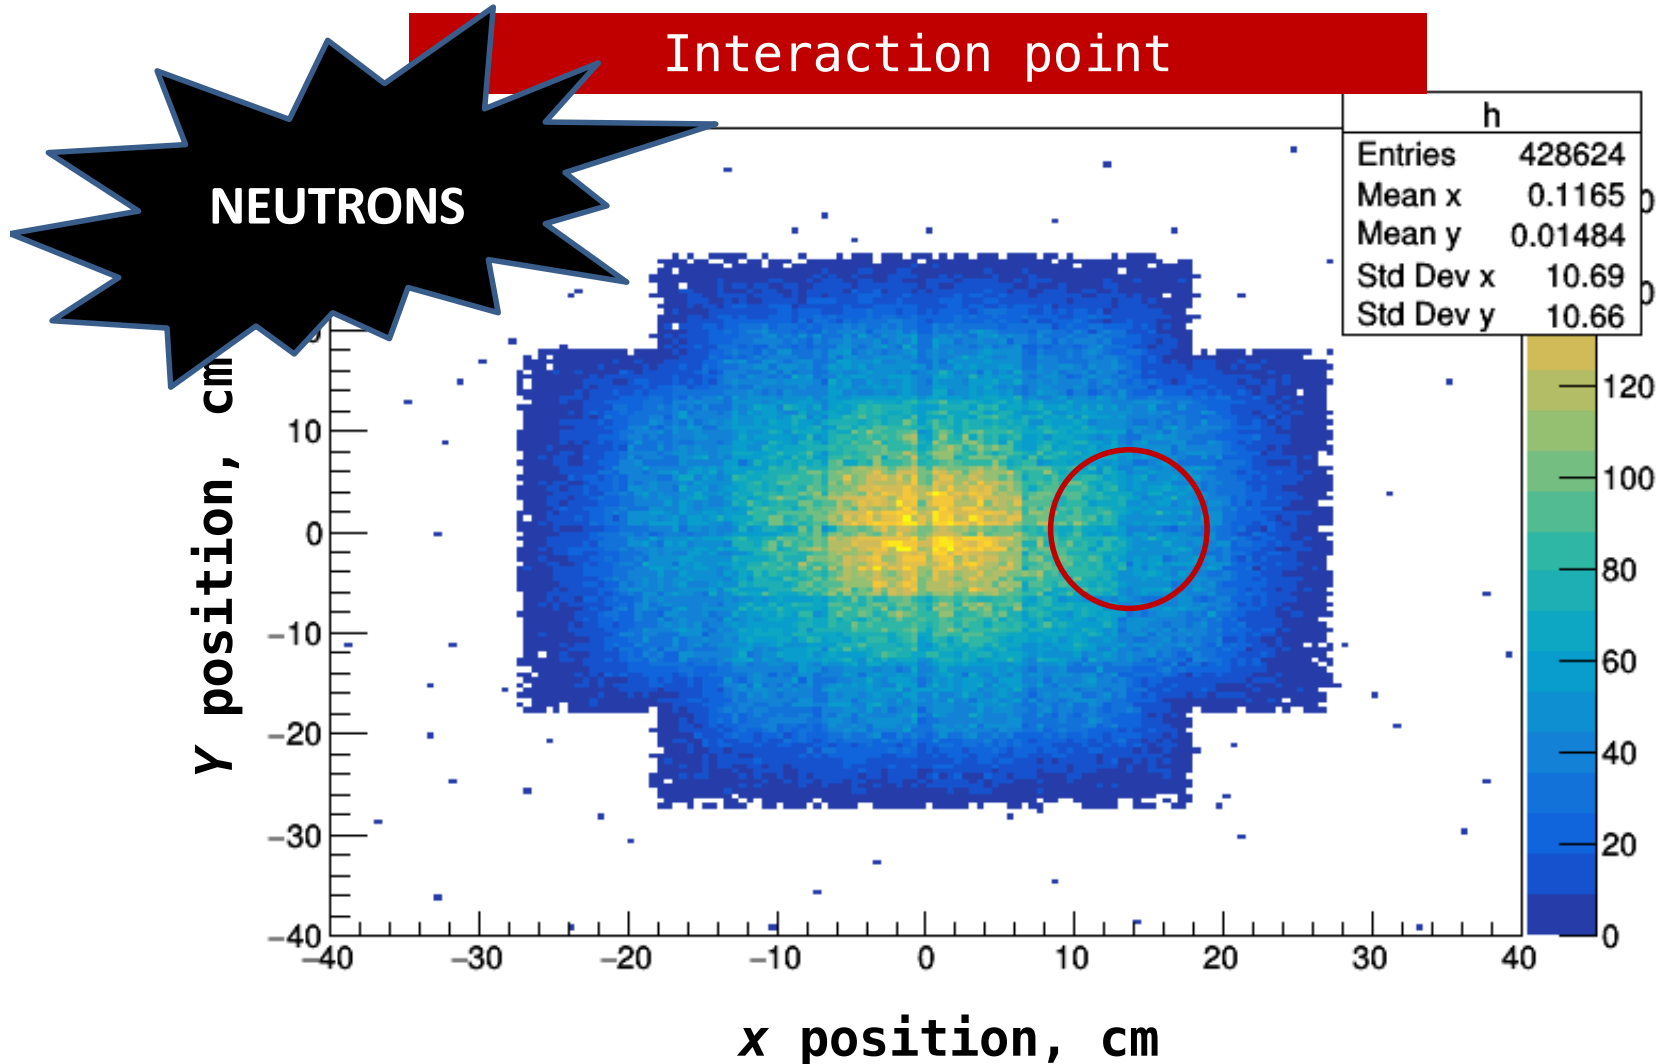 Interaction point
NEUTRONS
h
Entries 428624
Mean x 0.1165
Mean y 0.01484
Std Dev x 10.69
Std Dev y 10.66
Y position, cm
10
0
−10
−20
−30
−40
−40 −30 −20 −10 0 10 20 30 40
x position, cm
120
100
80
60
40
20
0